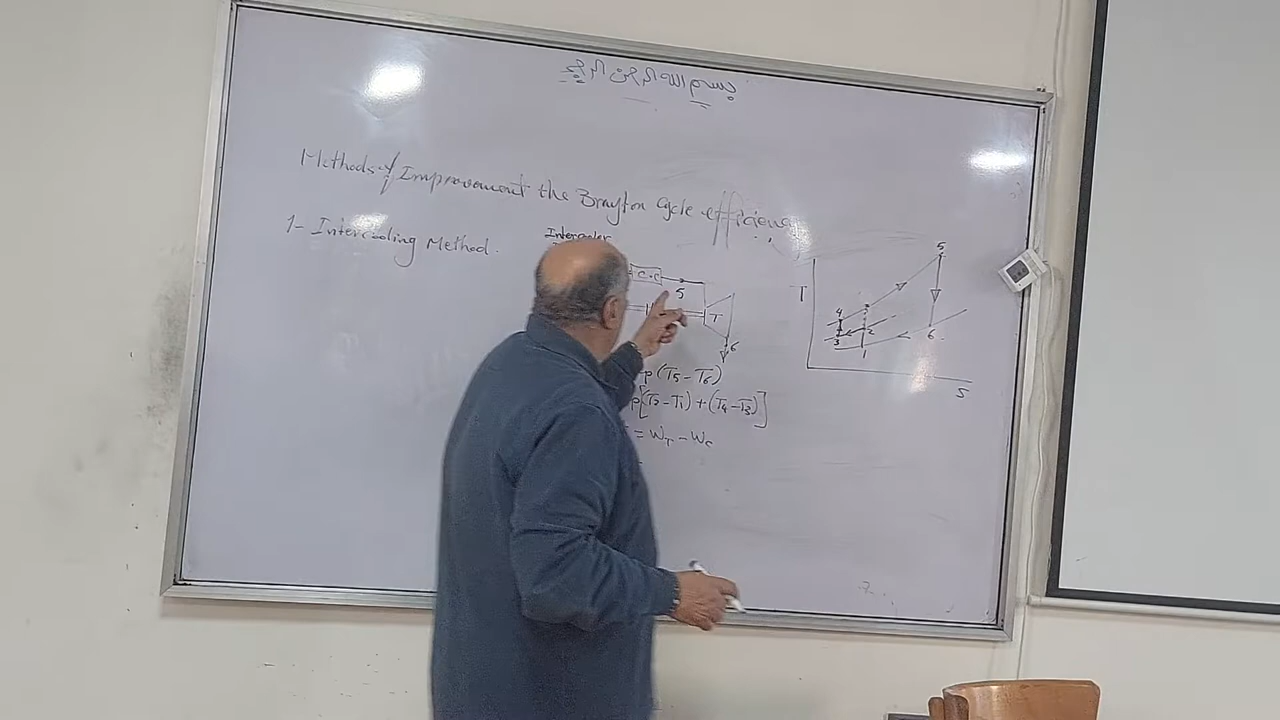 بسم الله الرحمن الرحيم
Methods of Improvement the Brayton Cycle efficiency
1- Intercooling Method.
Intercooler
C.C
5
T
6
p(T5 - T6)
p[(T2 - T1) + (T4 - T3)]
= WT - Wc
T
5
4
3
2
6
1
S